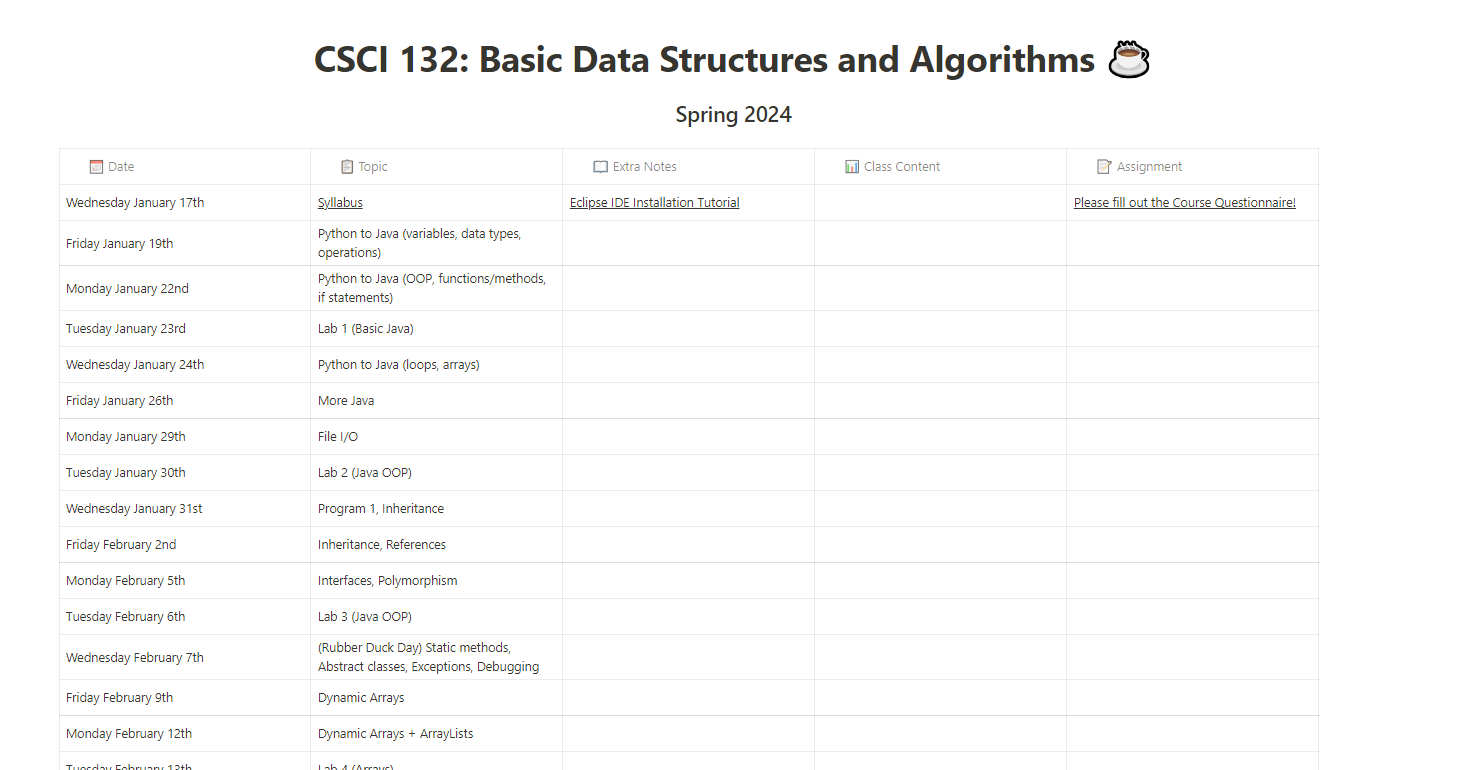 CSCI 132: Basic Data Structures and Algorithms
Spring 2024
Date Topic Extra Notes Class Content Assignment
Wednesday January 17th Syllabus Eclipse IDE Installation Tutorial Please fill out the Course Questionnaire!
Friday January 19th Python to Java (variables, data types,
operations)
Monday January 22nd Python to Java (OOP, functions/methods,
if statements)
Tuesday January 23rd Lab 1 (Basic Java)
Wednesday January 24th Python to Java (loops, arrays)
Friday January 26th More Java
Monday January 29th File I/O
Tuesday January 30th Lab 2 (Java OOP)
Wednesday January 31st Program 1, Inheritance
Friday February 2nd Inheritance, References
Monday February 5th Interfaces, Polymorphism
Tuesday February 6th Lab 3 (Java OOP)
Wednesday February 7th (Rubber Duck Day) Static methods,
Abstract classes, Exceptions, Debugging
Friday February 9th Dynamic Arrays
Monday February 12th Dynamic Arrays + ArrayLists
Tuesday February 13th Lab 4 (Arrays)